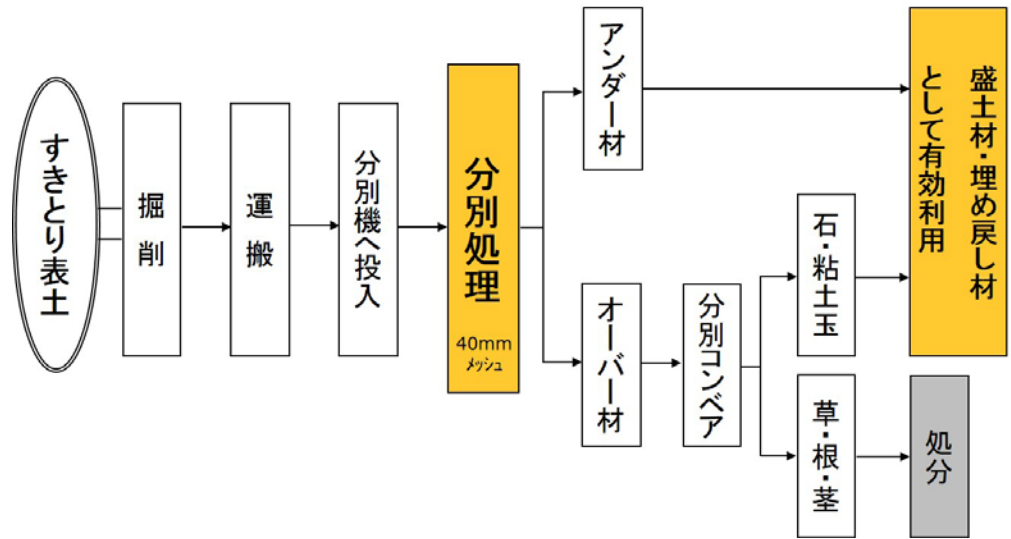 すきとり表土
掘削
運搬
分別機へ投入
分別処理
40mm
メッシュ
アンダー材
オーバー材
分別コンベア
石・粘土玉
草・根・茎
盛土材・埋め戻し材
として有効利用
処分